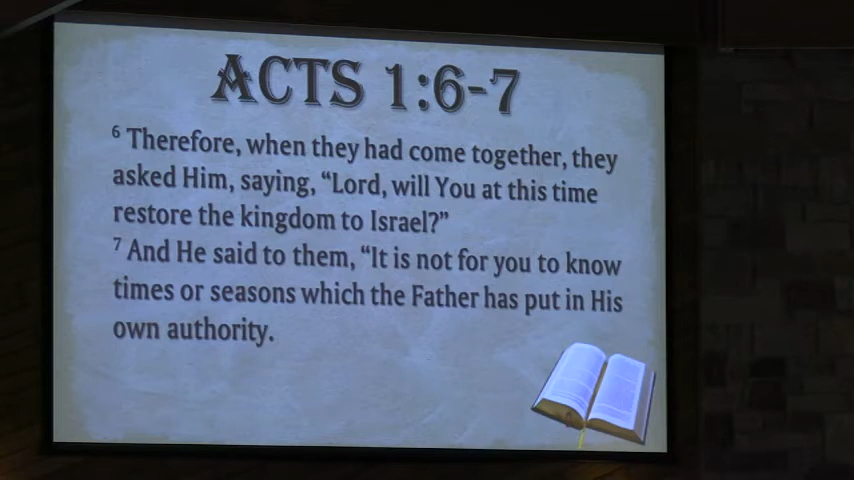 ACTS 1:6-7
6 Therefore, when they had come together, they
asked Him, saying, “Lord, will You at this time
restore the kingdom to Israel?”
7 And He said to them, “It is not for you to know
times or seasons which the Father has put in His
own authority.